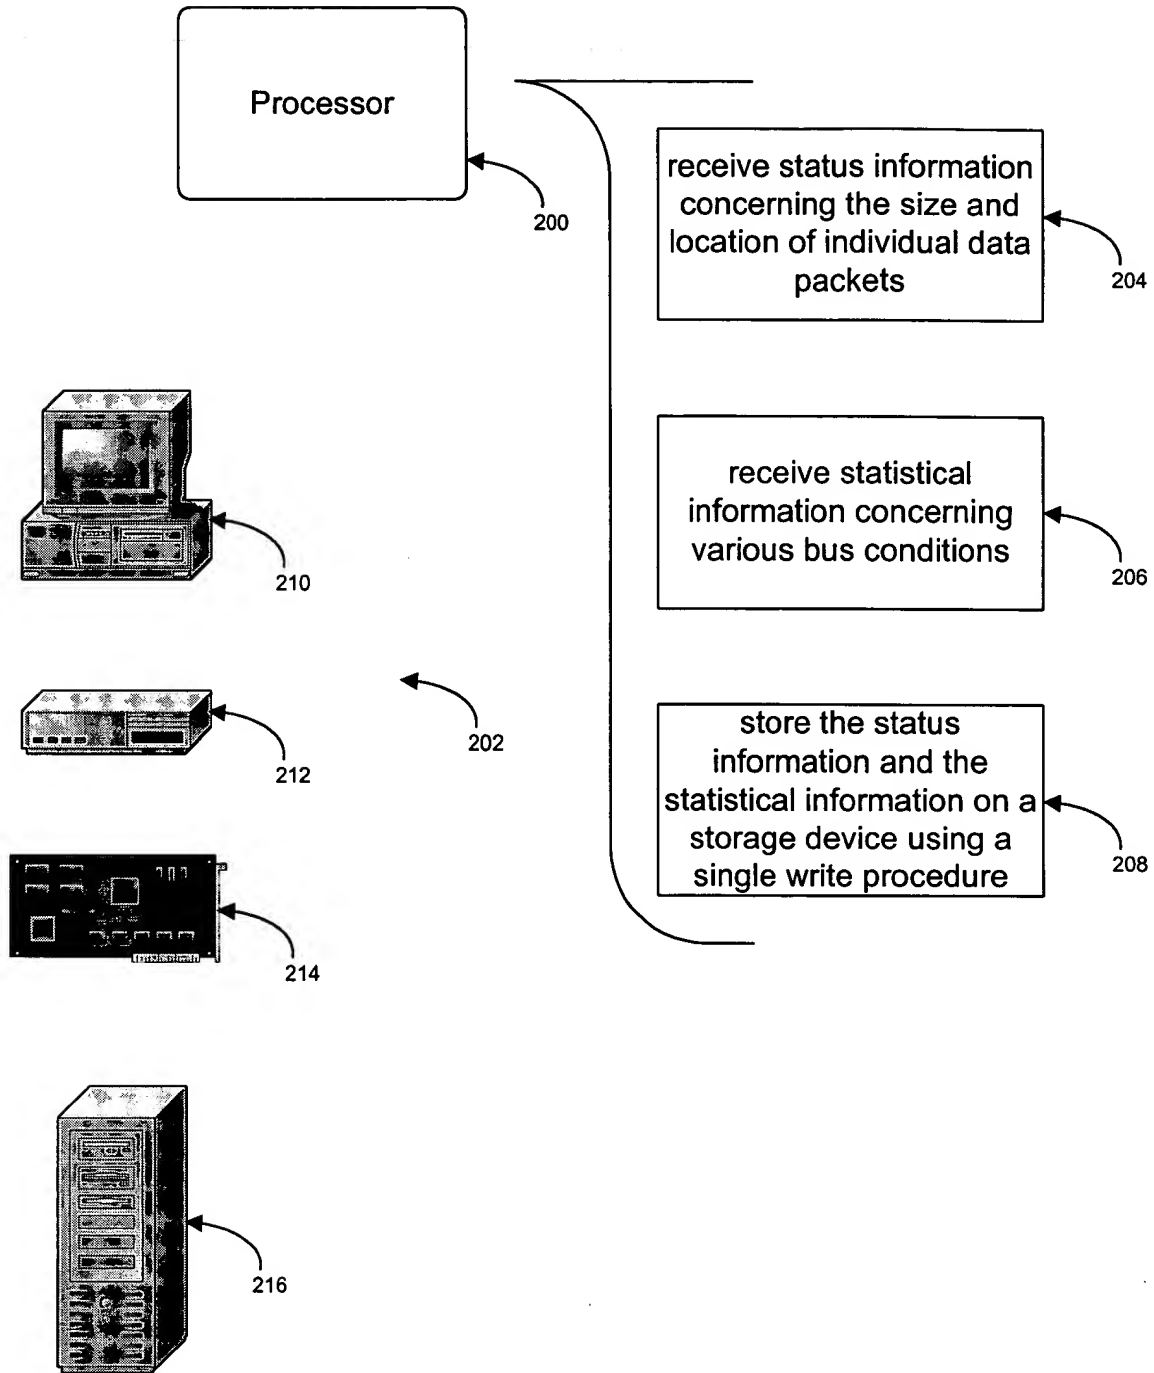 Processor
200
receive status information
concerning the size and
location of individual data
packets
204
receive statistical
information concerning
various bus conditions
206
210
202
212
store the status
information and the
statistical information on a
storage device using a
single write procedure
208
214
216